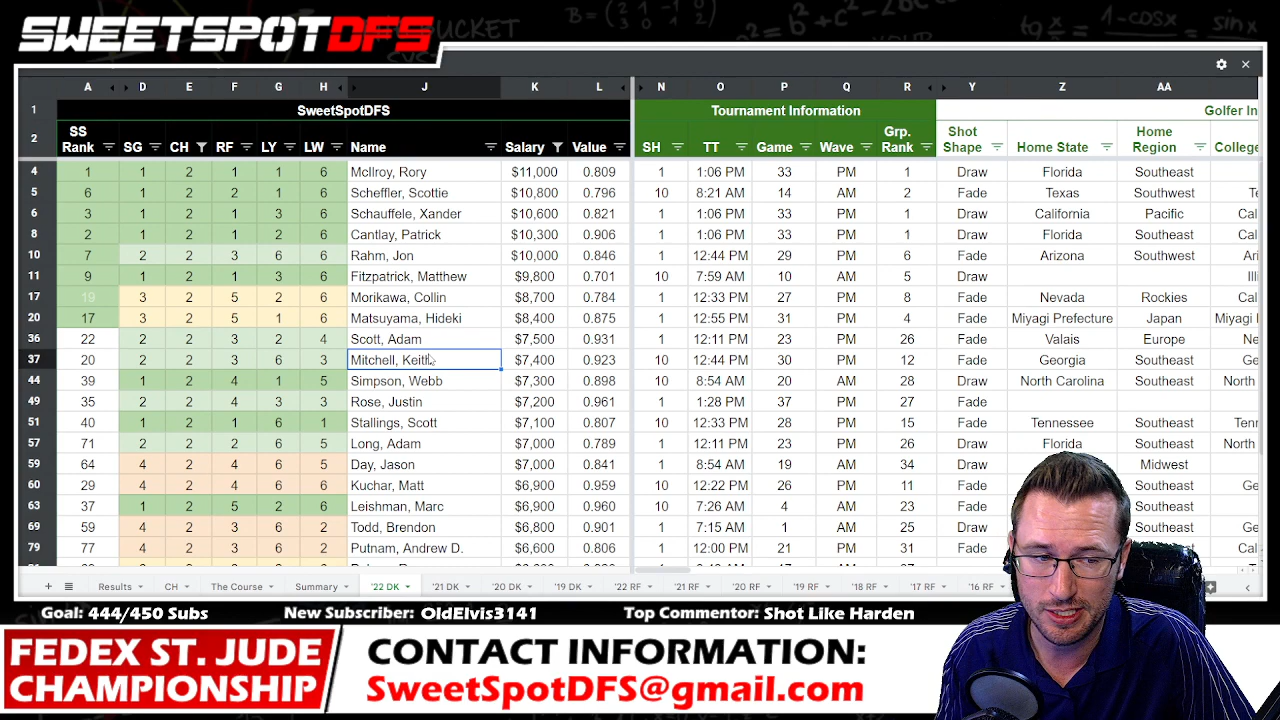 SWEETSPOTDFS
A D E F G H J K L N O P Q R Y Z AA
1 SweetSpotDFS Tournament Information Golfer In
2 SS Rank SG CH RF LY LW Name Salary Value SH TT Game Wave Grp. Rank Shot Shape Home State Home Region College
4 1 1 2 1 1 6 McIlroy, Rory $11,000 0.809 1 1:06 PM 33 PM 1 Draw Florida Southeast
5 6 1 2 2 1 6 Scheffler, Scottie $10,800 0.796 10 8:21 AM 14 AM 2 Fade Texas Southwest Te
6 3 1 2 1 3 6 Schauffele, Xander $10,600 0.821 1 1:06 PM 33 PM 1 Draw California Pacific Cal
8 2 1 2 1 1 6 Cantlay, Patrick $10,300 0.906 1 1:06 PM 33 PM 1 Draw Florida Southeast Cal
10 7 2 2 3 6 6 Rahm, Jon $10,000 0.846 1 12:44 PM 29 PM 6 Fade Arizona Southwest Ari
11 9 1 2 1 3 6 Fitzpatrick, Matthew $9,800 0.701 10 7:59 AM 10 AM 5 Draw Ill
17 19 3 2 5 2 6 Morikawa, Collin $8,700 0.784 1 12:33 PM 27 PM 8 Fade Nevada Rockies Cal
20 17 3 2 5 1 6 Matsuyama, Hideki $8,400 0.875 1 12:55 PM 31 PM 4 Fade Miyagi Prefecture Japan
36 22 2 2 3 2 4 Scott, Adam $7,500 0.931 1 12:11 PM 23 PM 26 Fade Valais Europe
37 20 2 2 3 6 3 Mitchell, Keith $7,400 0.923 10 12:44 PM 30 PM 12 Fade Georgia Southeast Ge
44 39 1 2 4 1 5 Simpson, Webb $7,300 0.898 10 8:54 AM 20 AM 28 Draw North Carolina Southeast North
49 35 2 2 4 3 3 Rose, Justin $7,200 0.961 1 1:28 PM 37 PM 27 Fade
51 40 1 2 1 6 1 Stallings, Scott $7,100 0.807 10 12:33 PM 28 PM 15 Draw Tennessee Southeast
57 71 2 2 2 6 5 Long, Adam $7,000 0.789 1 12:11 PM 23 PM 26 Draw Florida Southeast
59 64 4 2 4 6 5 Day, Jason $7,000 0.841 1 8:54 AM 19 AM 34 Draw Midwest
60 29 4 2 4 6 6 Kuchar, Matt $6,900 0.959 10 12:22 PM 26 PM 11 Fade
63 37 1 2 5 2 6 Leishman, Marc $6,900 0.960 10 7:26 AM 4 AM 33 Draw
69 59 4 2 3 6 2 Todd, Brendon $6,800 0.901 1 7:15 AM 1 AM 25 Draw
79 77 4 2 3 6 2 Putnam, Andrew D. $6,600 0.806 1 12:00 PM 21 PM 31 Fade
Results CH The Course Summary '22 DK '21 DK '20 DK '19 DK '22 RF '21 RF '20 RF '19 RF '18 RF '17 RF '16 RF
Goal: 444/450 Subs New Subscriber: OldElvis3141 Top Commentor: Shot Like Harden
FEDEX ST. JUDE
CHAMPIONSHIP
CONTACT INFORMATION:
SweetSpotDFS@gmail.com